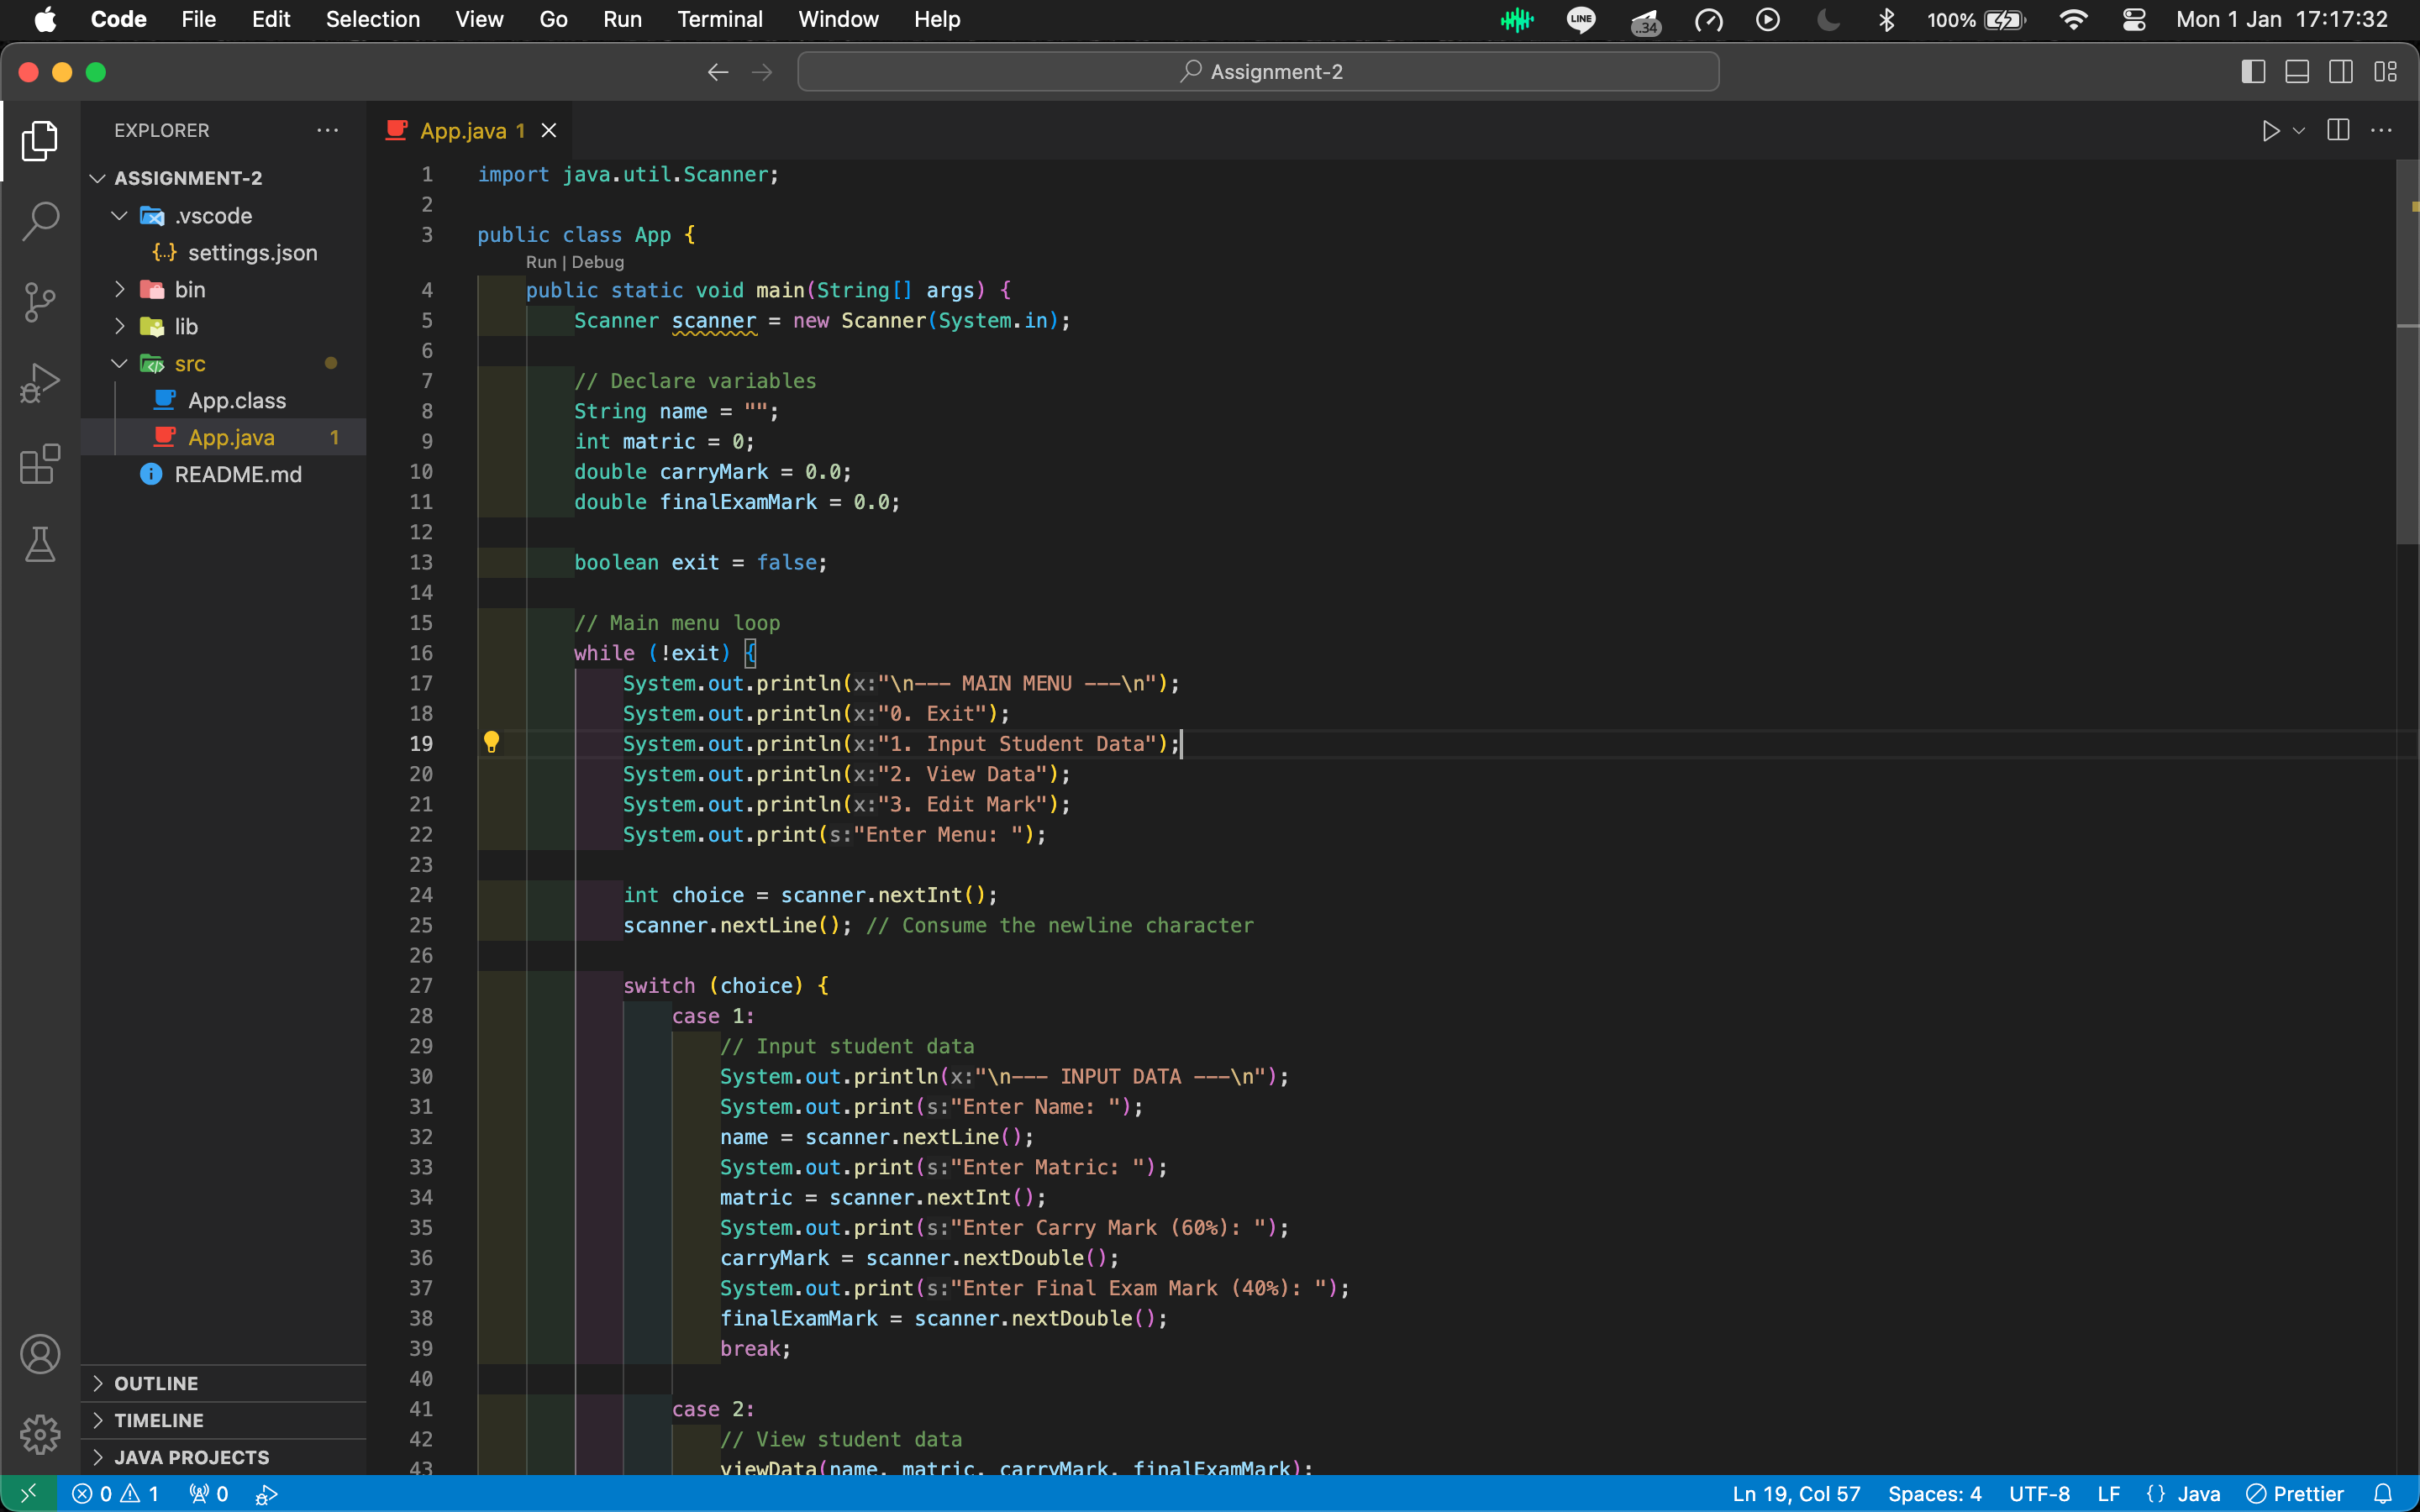 Code File Edit Selection View Go Run Terminal Window Help LINE ..34 100% Mon 1 Jan 17:17:32
Assignment-2
EXPLORER
ASSIGNMENT-2
.vscode
{..} settings.json
bin
lib
src
App.class
App.java 1
README.md
OUTLINE
TIMELINE
JAVA PROJECTS
App.java 1
1 import java.util.Scanner;
2
3 public class App {
Run | Debug
4 public static void main(String[] args) {
5 Scanner scanner = new Scanner(System.in);
6
7 // Declare variables
8 String name = "";
9 int matric = 0;
10 double carryMark = 0.0;
11 double finalExamMark = 0.0;
12
13 boolean exit = false;
14
15 // Main menu loop
16 while (!exit) {
17 System.out.println(x:"\n--- MAIN MENU ---\n");
18 System.out.println(x:"0. Exit");
19 System.out.println(x:"1. Input Student Data");
20 System.out.println(x:"2. View Data");
21 System.out.println(x:"3. Edit Mark");
22 System.out.print(s:"Enter Menu: ");
23
24 int choice = scanner.nextInt();
25 scanner.nextLine(); // Consume the newline character
26
27 switch (choice) {
28 case 1:
29 // Input student data
30 System.out.println(x:"\n--- INPUT DATA ---\n");
31 System.out.print(s:"Enter Name: ");
32 name = scanner.nextLine();
33 System.out.print(s:"Enter Matric: ");
34 matric = scanner.nextInt();
35 System.out.print(s:"Enter Carry Mark (60%): ");
36 carryMark = scanner.nextDouble();
37 System.out.print(s:"Enter Final Exam Mark (40%): ");
38 finalExamMark = scanner.nextDouble();
39 break;
40
41 case 2:
42 // View student data
43 viewData(name, matric, carryMark, finalExamMark);
0 1 0 Ln 19, Col 57 Spaces: 4 UTF-8 LF {} Java Prettier